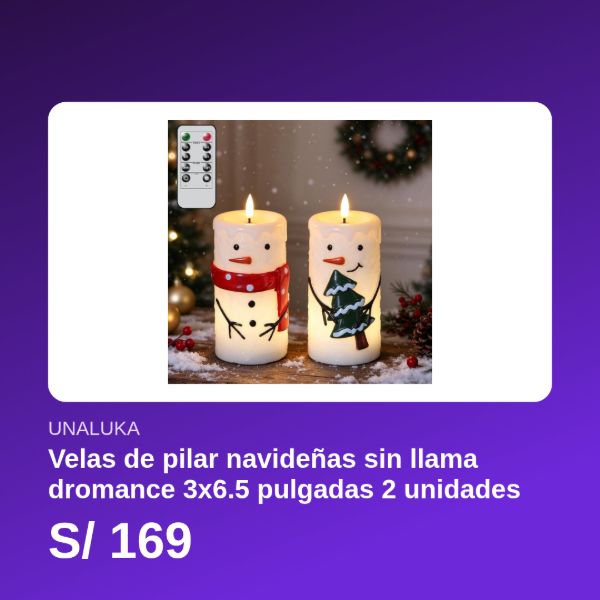 UNALUKA
Velas de pilar navideñas sin llama
dromance 3x6.5 pulgadas 2 unidades
S/ 169